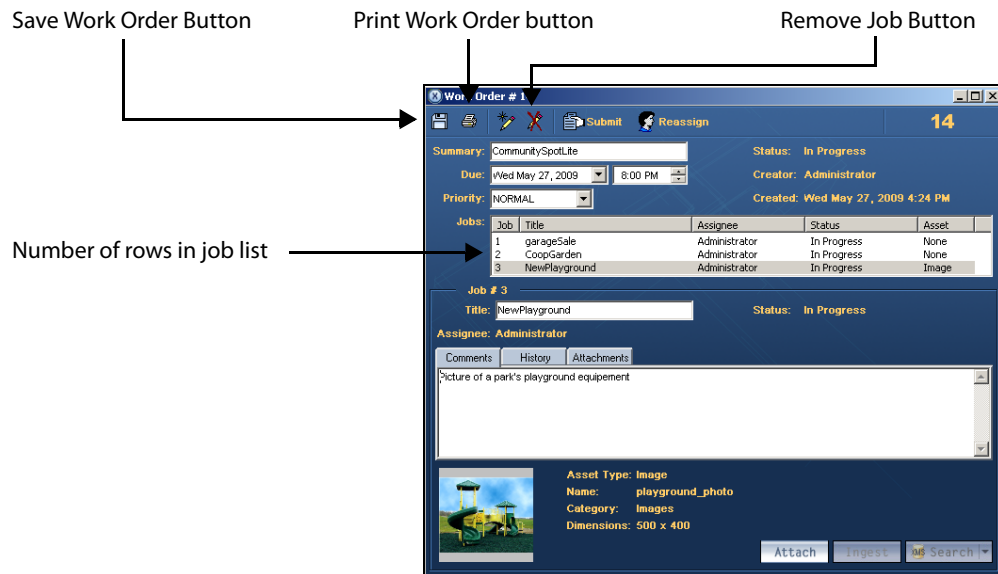 Save Work Order Button
Print Work Order button
Remove Job Button
Work Order # 1
Submit
Reassign
14
Summary: CommunitySpotLite
Status: In Progress
Due: Wed May 27, 2009 8:00 PM
Creator: Administrator
Priority: NORMAL
Created: Wed May 27, 2009 4:24 PM
Number of rows in job list
Jobs:
Job Title Assignee Status Asset
1 garageSale Administrator In Progress None
2 CoopGarden Administrator In Progress None
3 NewPlayground Administrator In Progress Image
Job # 3
Title: NewPlayground
Status: In Progress
Assignee: Administrator
Comments History Attachments
Picture of a park's playground equipement
Asset Type: Image
Name: playground_photo
Category: Images
Dimensions: 500 x 400
Attach Ingest Search